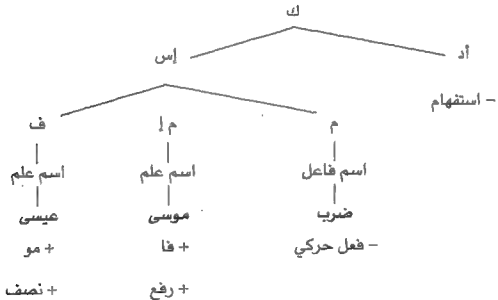 ك
أد إس
– استفهام
م م إ ف
اسم فاعل اسم علم اسم علم
ضرب موسى عيسى
– فعل حركي + فا + مو
+ رفع + نصف